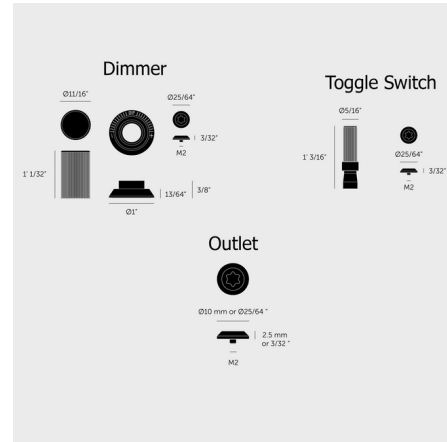 Dimmer
Ø11/16"
Ø25/64"
3/32"
M2
1' 1/32"
13/64"
3/8"
Ø1"
Toggle Switch
Ø5/16"
1' 3/16"
Ø25/64"
3/32"
M2
Outlet
Ø10 mm or Ø25/64 "
2.5 mm
or 3/32 "
M2